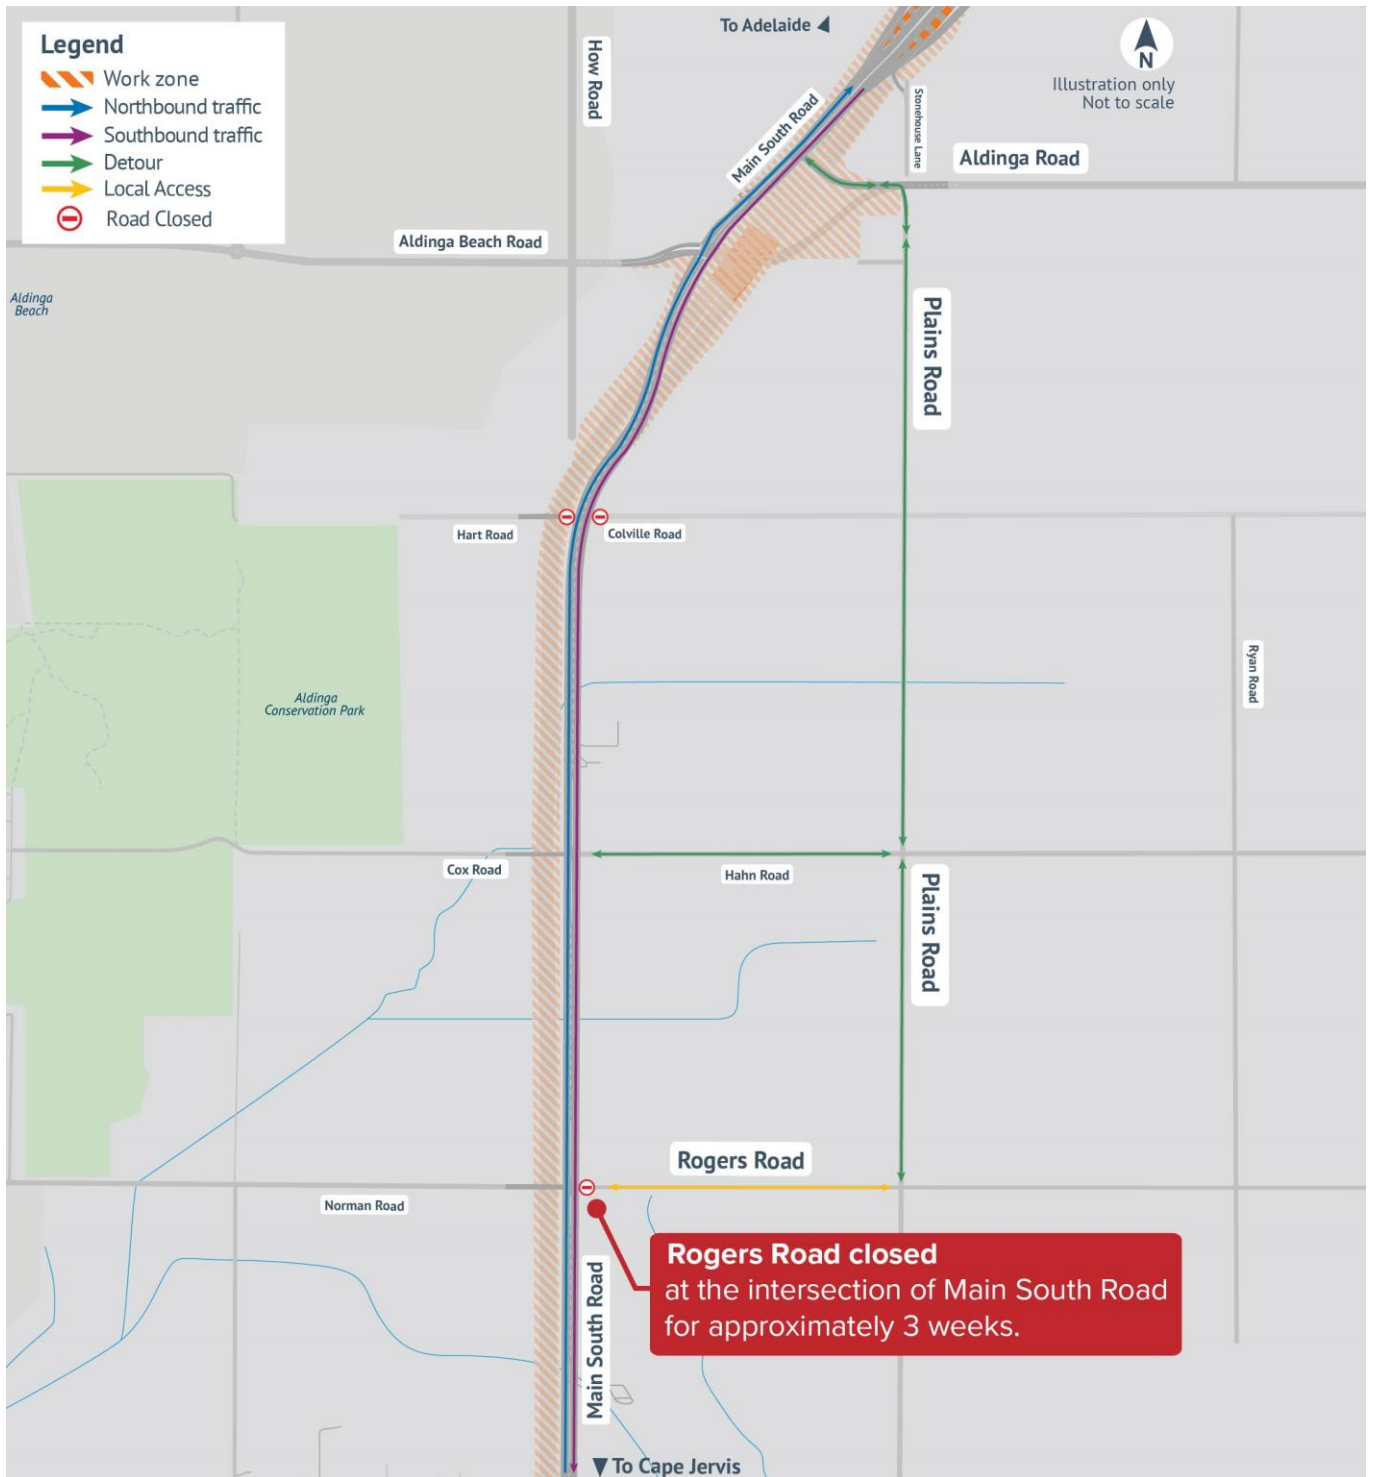 Legend
Work zone
Northbound traffic
Southbound traffic
Detour
Local Access
Road Closed
To Adelaide
N
Illustration only
Not to scale
How Road
Main South Road
Stonehouse Lane
Aldinga Road
Aldinga Beach Road
Aldinga
Beach
Plains Road
Hart Road
Colville Road
Ryan Road
Aldinga
Conservation Park
Cox Road
Hahn Road
Plains Road
Rogers Road
Norman Road
Rogers Road closed
at the intersection of Main South Road
for approximately 3 weeks.
Main South Road
To Cape Jervis